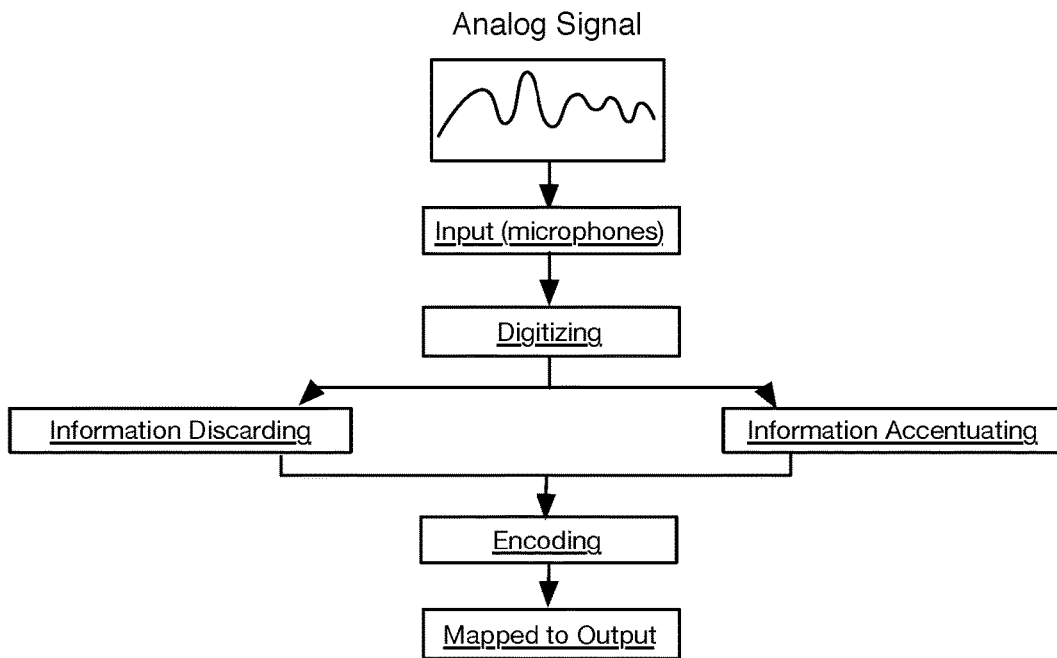 Analog Signal
Input (microphones)
Digitizing
Information Discarding
Information Accentuating
Encoding
Mapped to Output